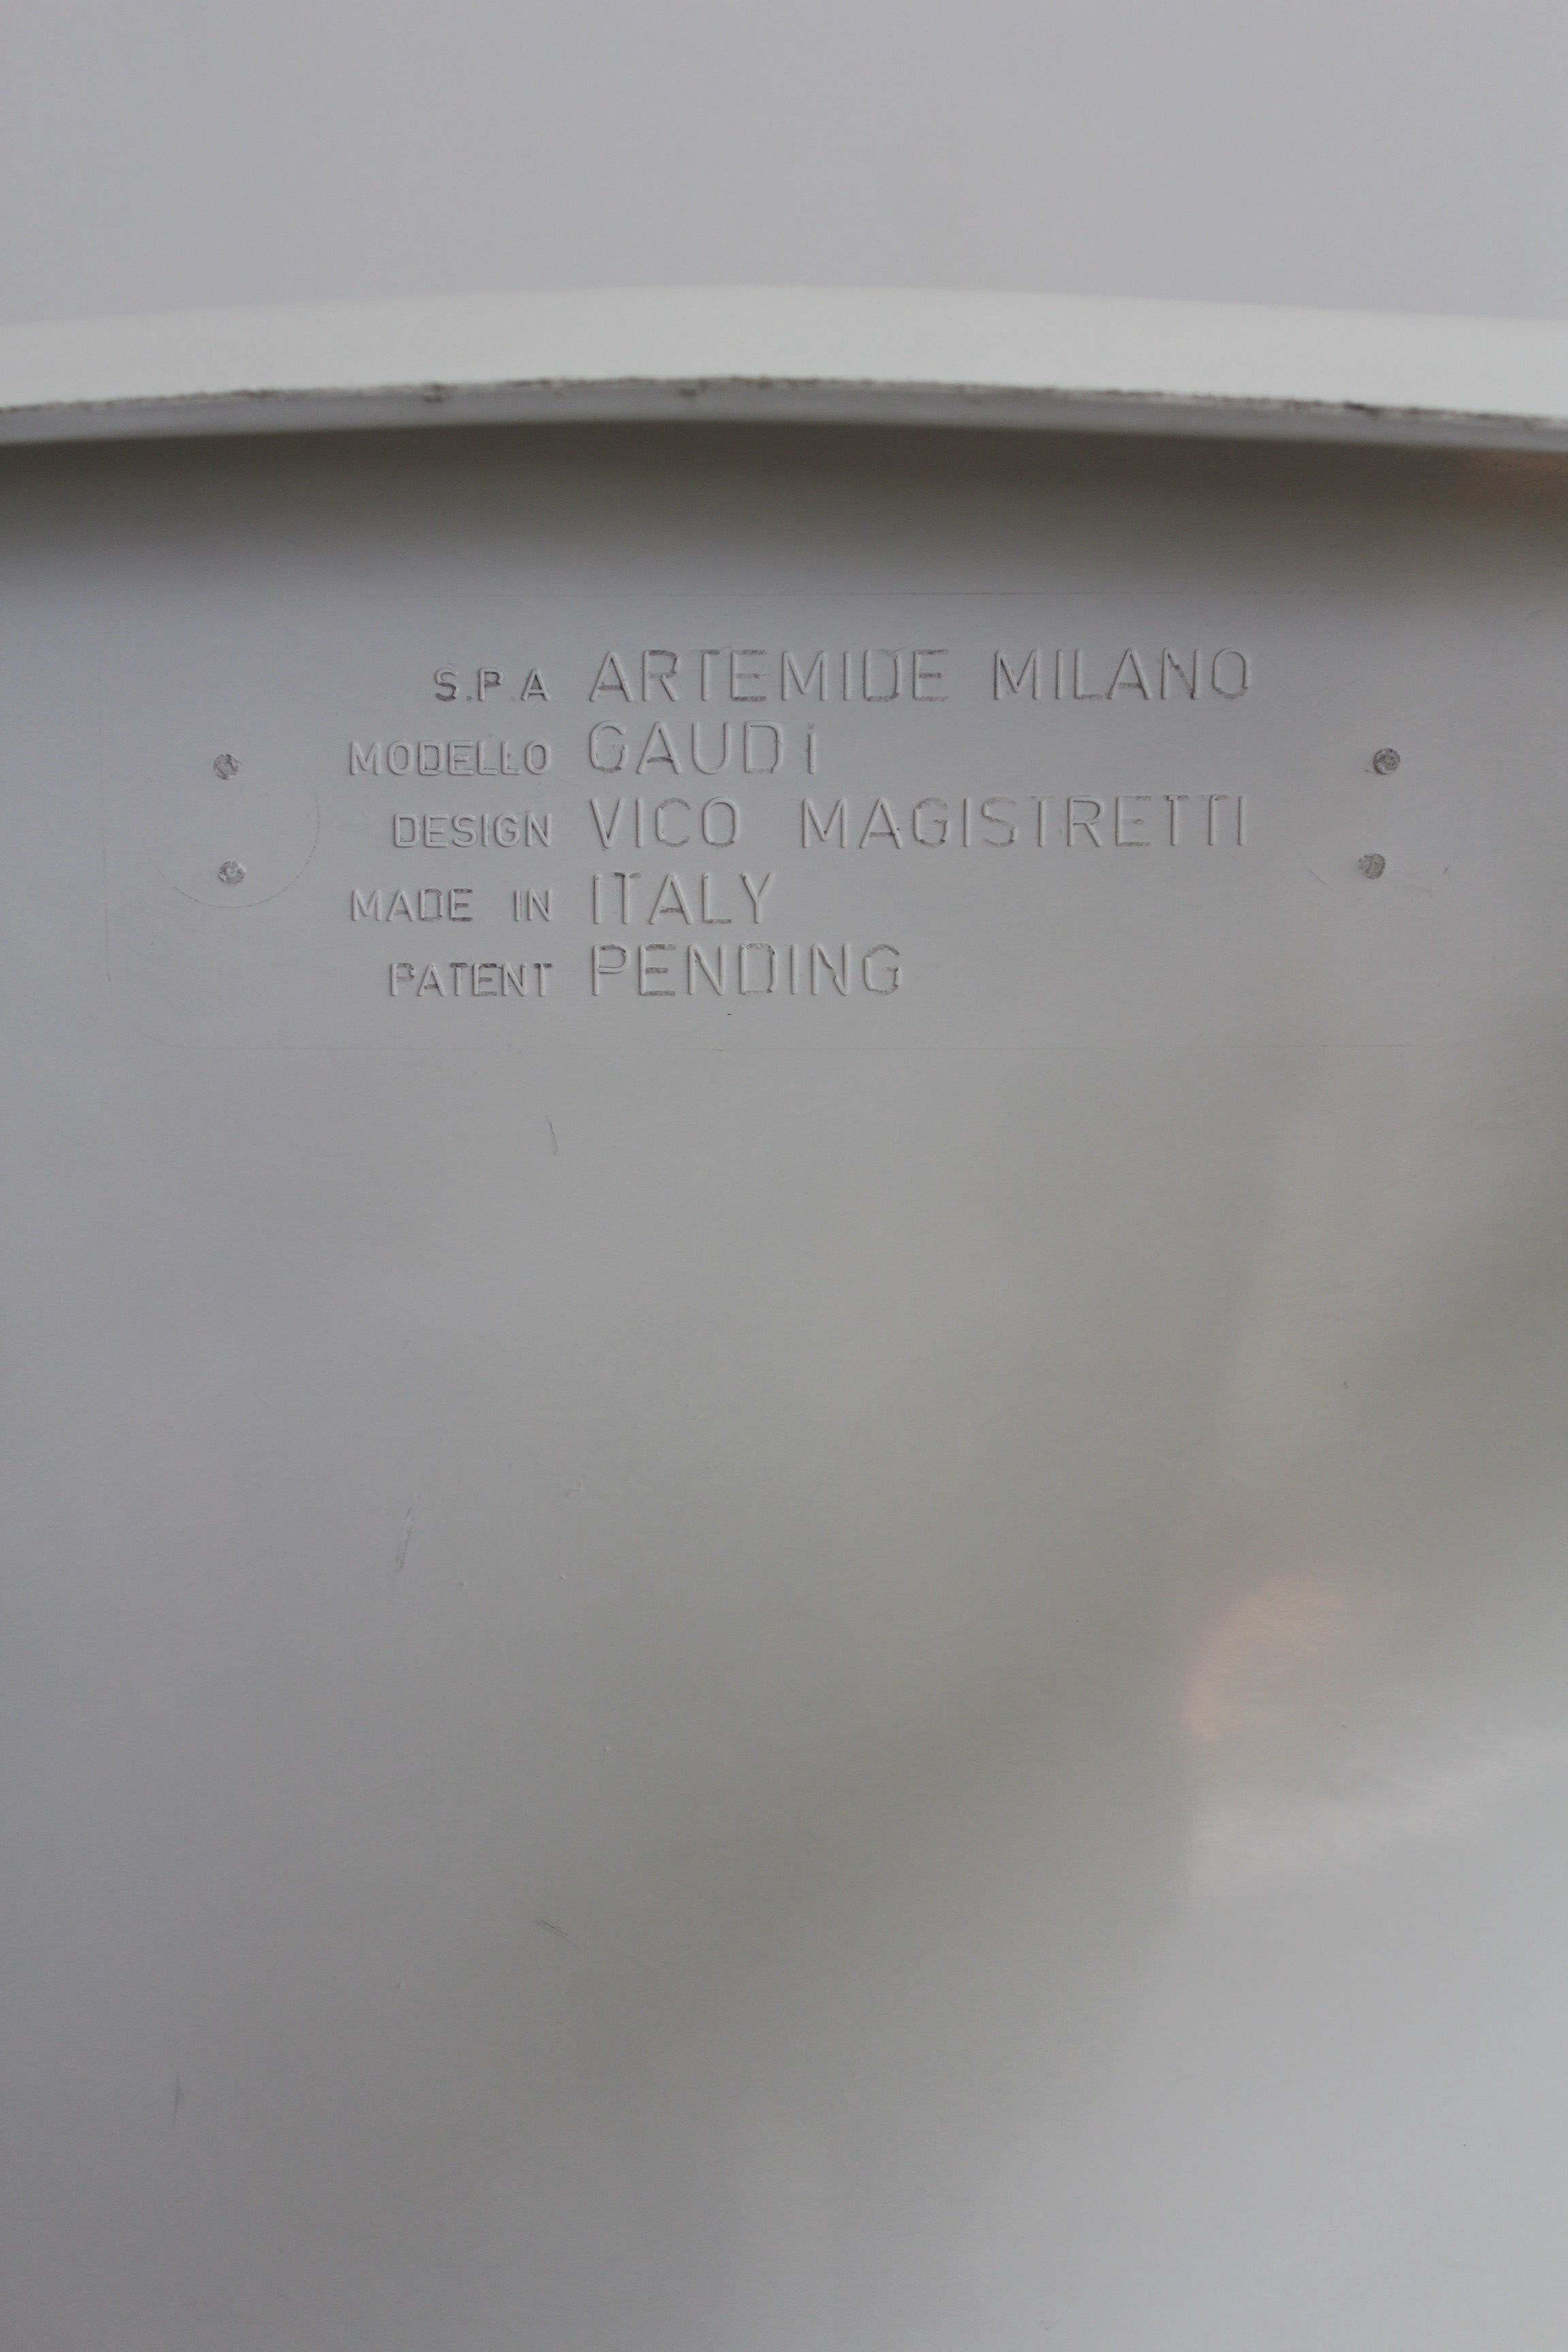 S.P.A ARTEMIDE MILANO
MODELLO GAUDi
DESIGN VICO MAGISTRETTI
MADE IN ITALY
PATENT PENDING